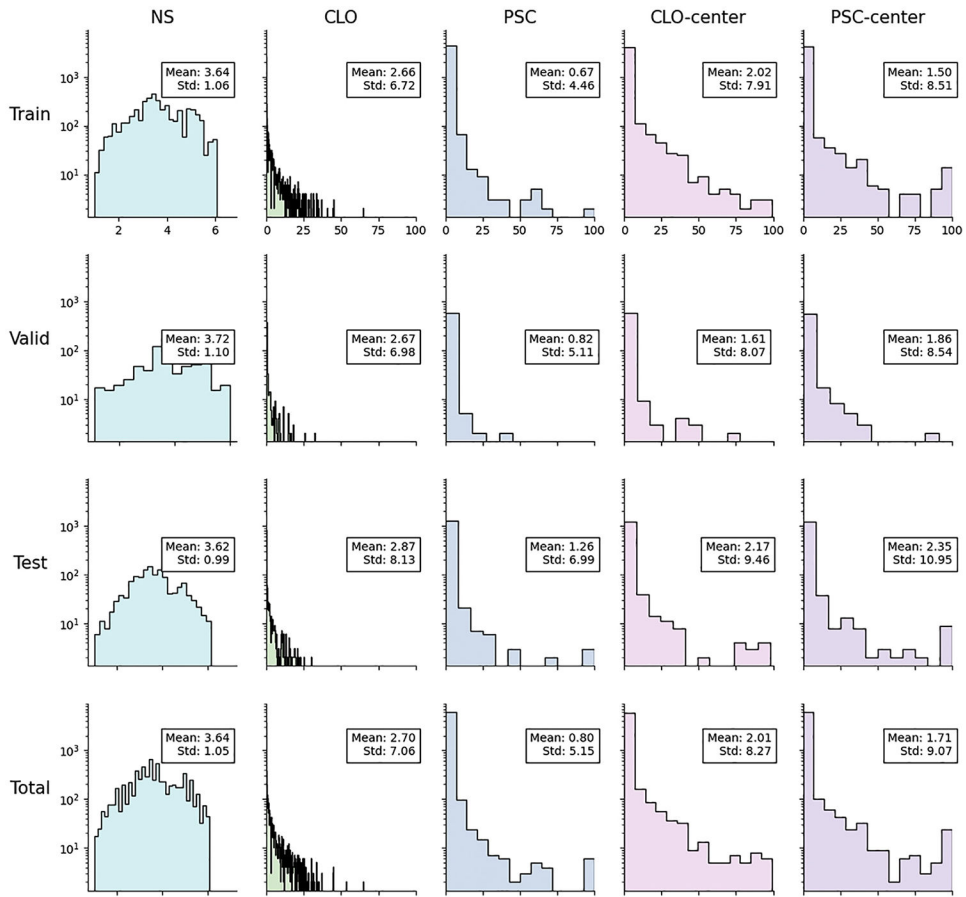 NS CLO PSC CLO-center PSC-center
Train
10³
10²
10¹
Mean: 3.64
Std: 1.06
Mean: 2.66
Std: 6.72
Mean: 0.67
Std: 4.46
Mean: 2.02
Std: 7.91
Mean: 1.50
Std: 8.51
2 4 6 0 25 50 75 100 0 25 50 75 100 0 25 50 75 100 0 25 50 75 100
Valid
10³
10²
10¹
Mean: 3.72
Std: 1.10
Mean: 2.67
Std: 6.98
Mean: 0.82
Std: 5.11
Mean: 1.61
Std: 8.07
Mean: 1.86
Std: 8.54
Test
10³
10²
10¹
Mean: 3.62
Std: 0.99
Mean: 2.87
Std: 8.13
Mean: 1.26
Std: 6.99
Mean: 2.17
Std: 9.46
Mean: 2.35
Std: 10.95
Total
10³
10²
10¹
Mean: 3.64
Std: 1.05
Mean: 2.70
Std: 7.06
Mean: 0.80
Std: 5.15
Mean: 2.01
Std: 8.27
Mean: 1.71
Std: 9.07